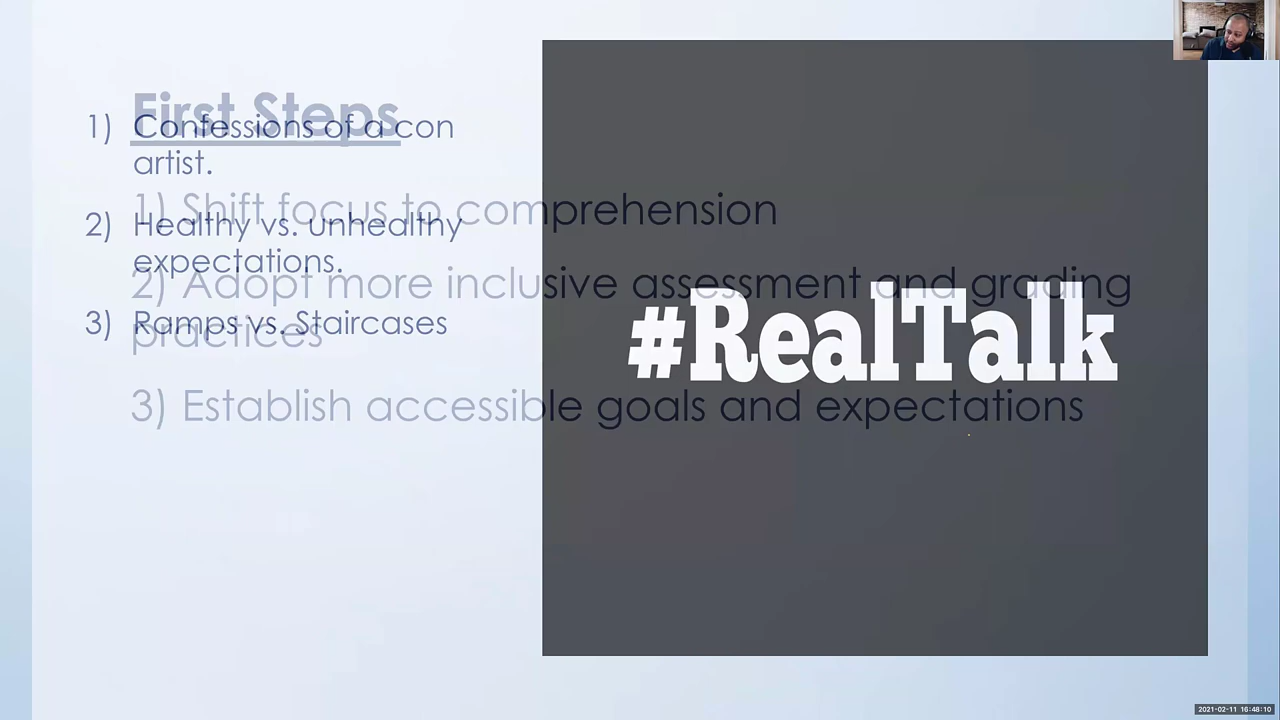 First Steps
1) Shift focus to comprehension
2) Adopt more inclusive assessment and grading
practices
3) Establish accessible goals and expectations
1) Confessions of a con
artist.
2) Healthy vs. unhealthy
expectations.
3) Ramps vs. Staircases
#RealTalk
2021-02-11 16:48:10